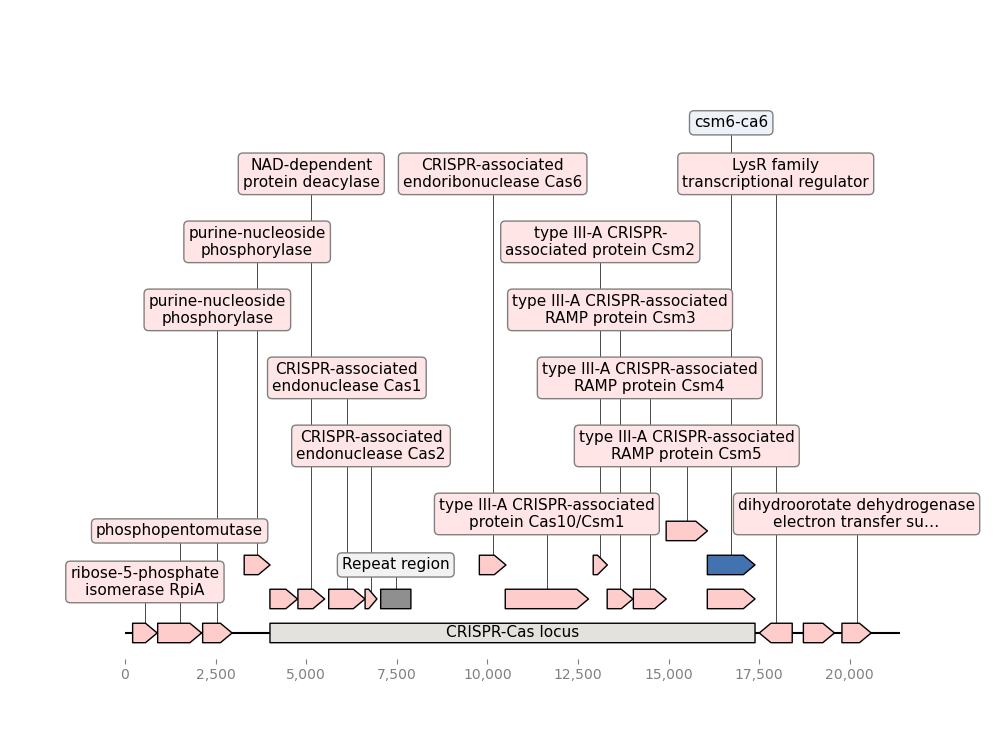 csm6-ca6
NAD-dependent
protein deacylase
CRISPR-associated
endoribonuclease Cas6
LysR family
transcriptional regulator
purine-nucleoside
phosphorylase
type III-A CRISPR-
associated protein Csm2
purine-nucleoside
phosphorylase
type III-A CRISPR-associated
RAMP protein Csm3
CRISPR-associated
endonuclease Cas1
type III-A CRISPR-associated
RAMP protein Csm4
CRISPR-associated
endonuclease Cas2
type III-A CRISPR-associated
RAMP protein Csm5
type III-A CRISPR-associated
protein Cas10/Csm1
dihydroorotate dehydrogenase
electron transfer su...
phosphopentomutase
Repeat region
ribose-5-phosphate
isomerase RpiA
CRISPR-Cas locus
0 2,500 5,000 7,500 10,000 12,500 15,000 17,500 20,000